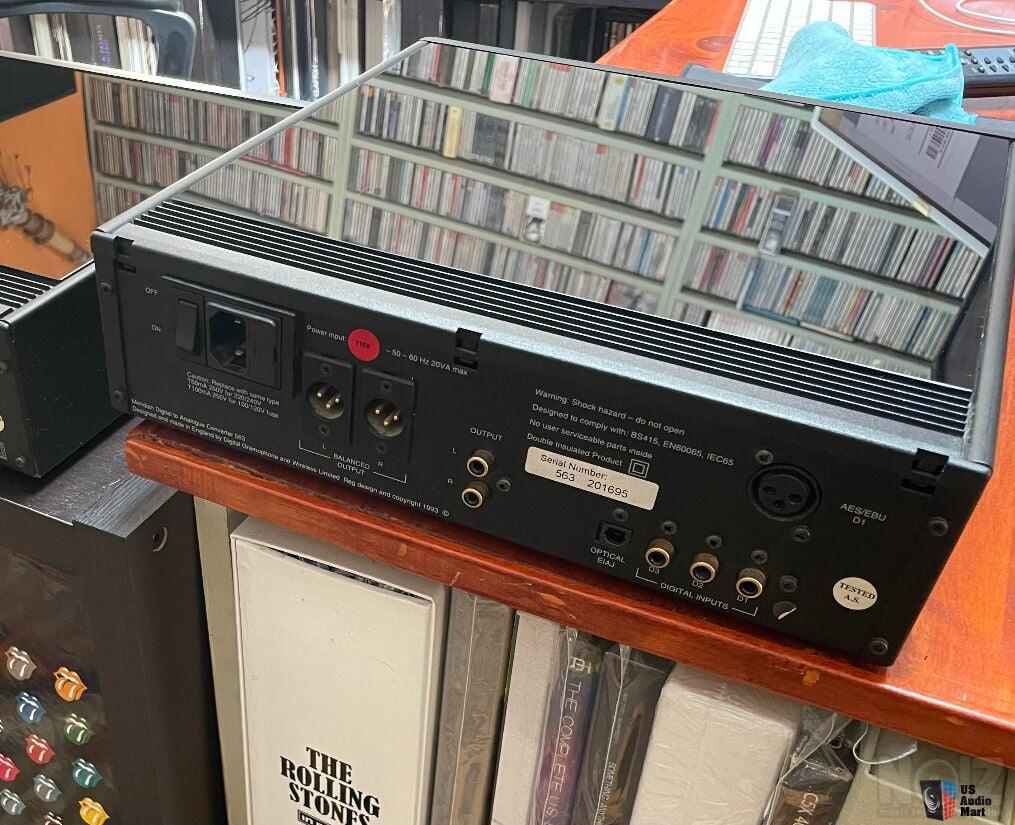 OFF
ON
Power input:
115V
~ 50 – 60 Hz 20VA max
Caution: Replace with same type
T50mA 250V for 220/240V
T100mA 250V for 100/120V fuse
Meridian Digital to Analogue Converter 563
Designed and made in England by Digital Gramophone and Wireless Limited Reg design and copyright 1993 ©
L
BALANCED
OUTPUT
R
OUTPUT
L
R
Warning: Shock hazard – do not open
Designed to comply with: BS415, EN60065, IEC65
No user serviceable parts inside
Double Insulated Product
Serial Number:
563 201695
AES/EBU
D1
OPTICAL
EIAJ
D3
D2
D1
DIGITAL INPUTS
TESTED
A.S.
THE
ROLLING
STONES
THE COMPLETE
US
Audio
Mart